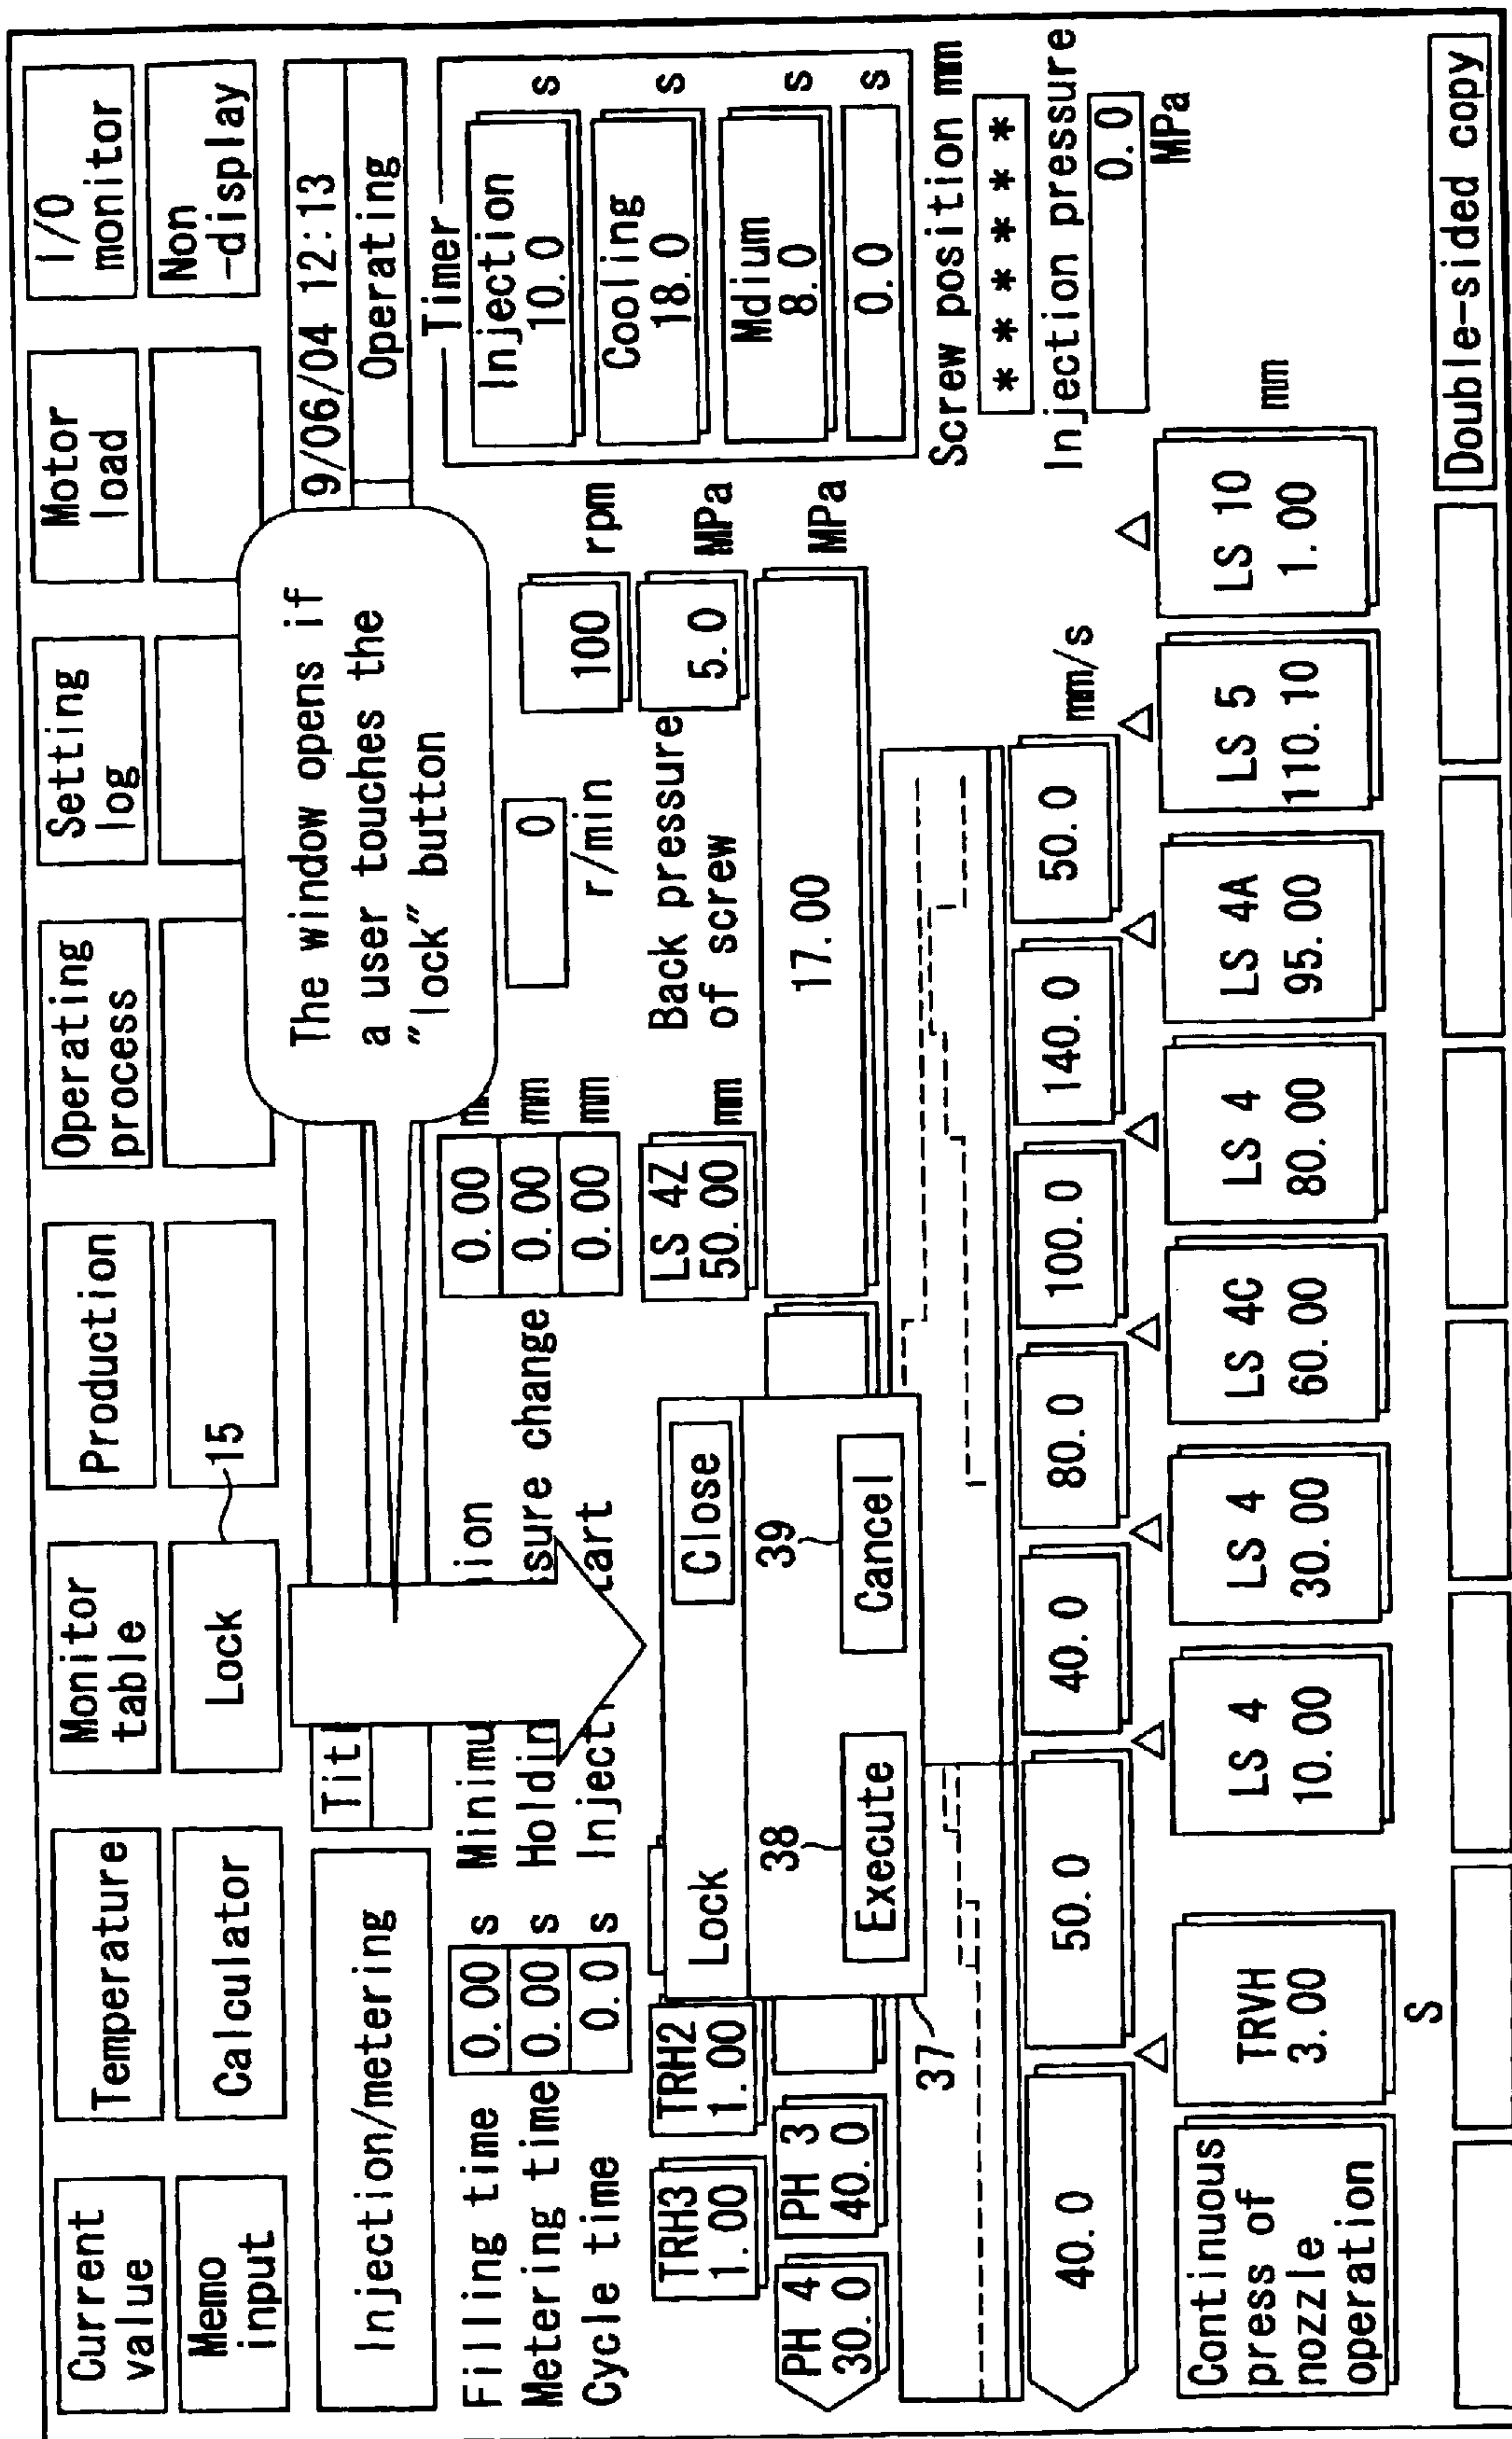 Current value
Temperature
Monitor table
Production
Operating process
Setting log
Motor load
I/O monitor
Memo input
Calculator
Lock
15
Non -display
Injection/metering
Tit
9/06/04 12:13
Operating
The window opens if
a user touches the
"lock" button
Filling time 0.00 s
Metering time 0.00 s
Cycle time 0.0 s
Minimu ion 0.00 m
Holdin sure change 0.00 mm
Inject tart 0.00 mm
0
r/min
100 rpm
Timer
Injection
10.0 s
Cooling
18.0 s
Mdium
8.0 s
0.0 s
TRH3
1.00
TRH2
1.00
LS 4Z
50.00 mm
Back pressure
of screw
5.0 MPa
PH 4
30.0
PH 3
40.0
17.00 MPa
Lock
Close
38
39
Execute
Cancel
37
Screw position mm
******
Injection pressure
0.0
MPa
40.0
50.0
40.0
80.0
100.0
140.0
50.0
mm/s
Continuous
press of
nozzle
operation
TRVH
3.00
S
LS 4
10.00
LS 4
30.00
LS 4C
60.00
LS 4
80.00
LS 4A
95.00
LS 5
110.10
LS 10
1.00
mm
Double-sided copy